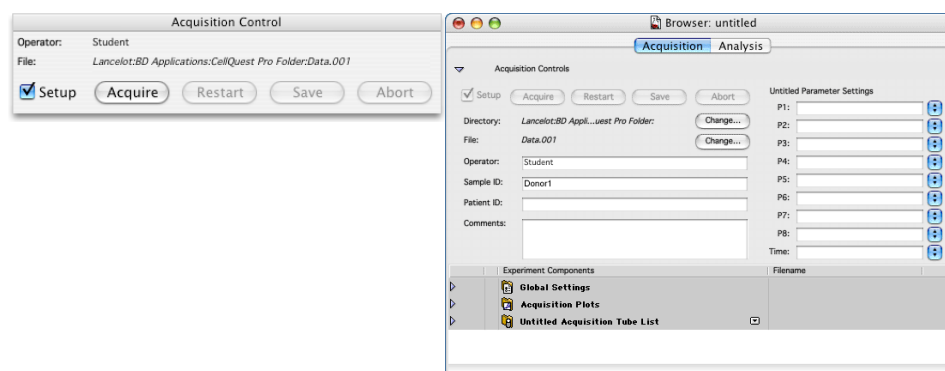 Acquisition Control
Operator: Student
File: Lancelot:BD Applications:CellQuest Pro Folder:Data.001
Setup Acquire Restart Save Abort
Browser: untitled
Acquisition Analysis
Acquisition Controls
Setup Acquire Restart Save Abort
Directory: Lancelot:BD Appli...uest Pro Folder: Change...
File: Data.001 Change...
Operator: Student
Sample ID: Donor1
Patient ID:
Comments:
Untitled Parameter Settings
P1:
P2:
P3:
P4:
P5:
P6:
P7:
P8:
Time:
Experiment Components Filename
Global Settings
Acquisition Plots
Untitled Acquisition Tube List